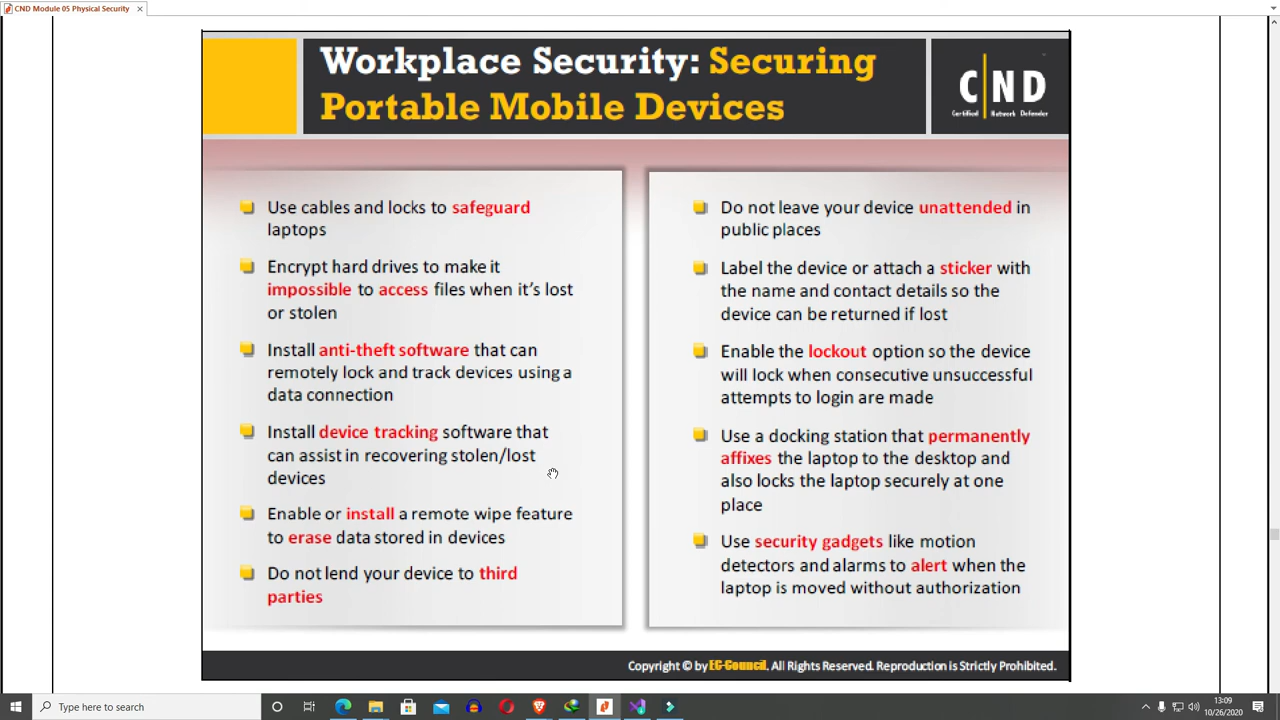 CND Module 05 Physical Security
Workplace Security: Securing
Portable Mobile Devices
CND
Certified Network Defender
Use cables and locks to safeguard
laptops
Encrypt hard drives to make it
impossible to access files when it's lost
or stolen
Install anti-theft software that can
remotely lock and track devices using a
data connection
Install device tracking software that
can assist in recovering stolen/lost
devices
Enable or install a remote wipe feature
to erase data stored in devices
Do not lend your device to third
parties
Do not leave your device unattended in
public places
Label the device or attach a sticker with
the name and contact details so the
device can be returned if lost
Enable the lockout option so the device
will lock when consecutive unsuccessful
attempts to login are made
Use a docking station that permanently
affixes the laptop to the desktop and
also locks the laptop securely at one
place
Use security gadgets like motion
detectors and alarms to alert when the
laptop is moved without authorization
Copyright © by EC-Council. All Rights Reserved. Reproduction is Strictly Prohibited.
Type here to search
13:09
10/26/2020